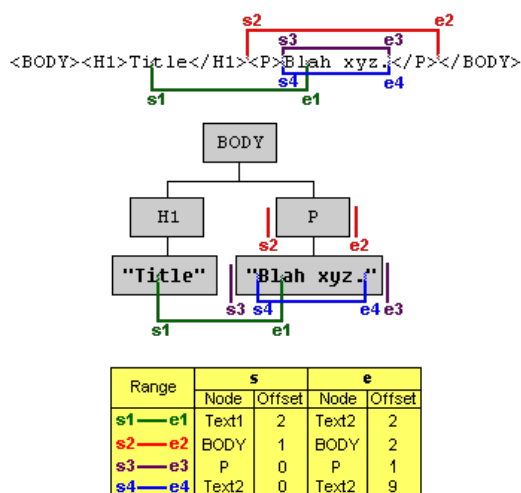 s2 e2
s3 e3
<BODY><H1>Title</H1><P>Blah xyz.</P></BODY>
s4 e4
s1 e1
BODY
H1 P
s2 e2
"Title" "Blah xyz."
s3 s4 e4 e3
s1 e1
Range s e
Node Offset Node Offset
s1 e1 Text1 2 Text2 2
s2 e2 BODY 1 BODY 2
s3 e3 P 0 P 1
s4 e4 Text2 0 Text2 9